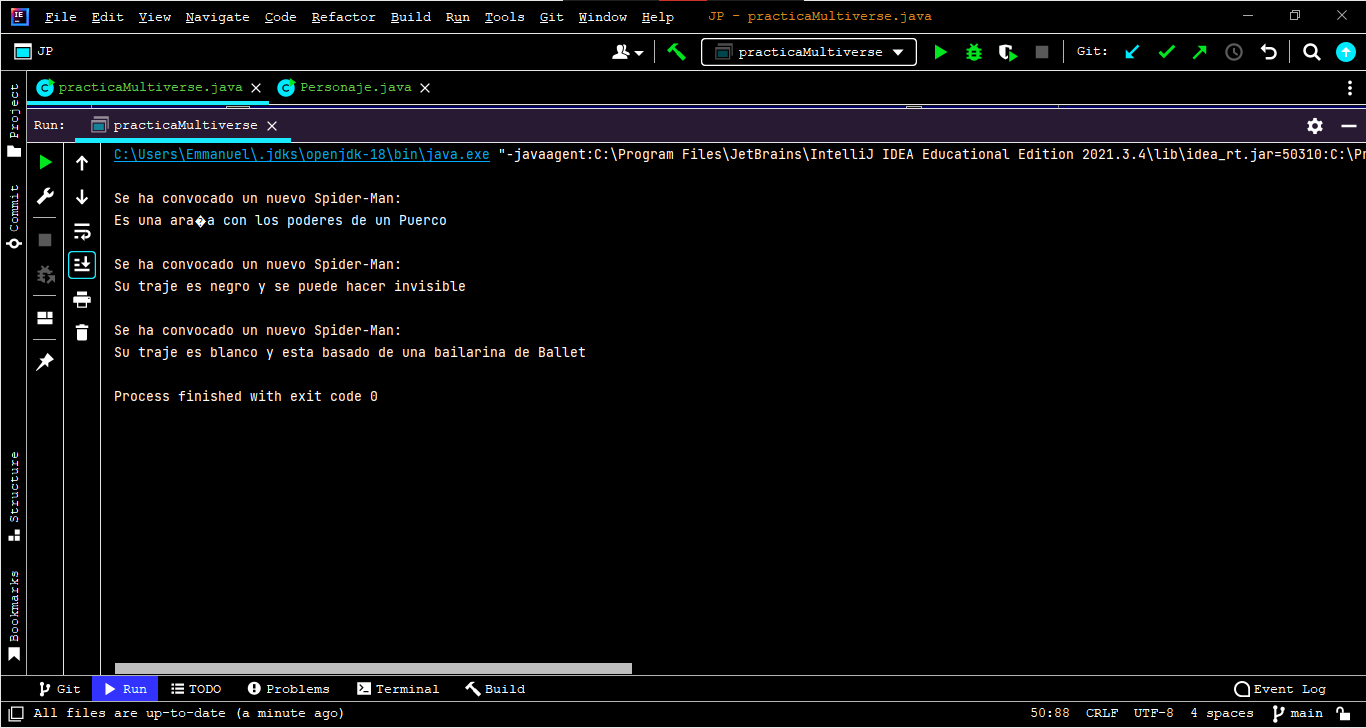 File Edit View Navigate Code Refactor Build Run Tools Git Window Help JP - practicaMultiverse.java
JP practicaMultiverse Git:
practicaMultiverse.java Personaje.java
Run: practicaMultiverse
C:\Users\Emmanuel\.jdks\openjdk-18\bin\java.exe "-javaagent:C:\Program Files\JetBrains\IntelliJ IDEA Educational Edition 2021.3.4\lib\idea_rt.jar=50310:C:\Pr
Se ha convocado un nuevo Spider-Man:
Es una ara�a con los poderes de un Puerco
Se ha convocado un nuevo Spider-Man:
Su traje es negro y se puede hacer invisible
Se ha convocado un nuevo Spider-Man:
Su traje es blanco y esta basado de una bailarina de Ballet
Process finished with exit code 0
Project
Commit
Structure
Bookmarks
Git Run TODO Problems Terminal Build Event Log
All files are up-to-date (a minute ago) 50:88 CRLF UTF-8 4 spaces main